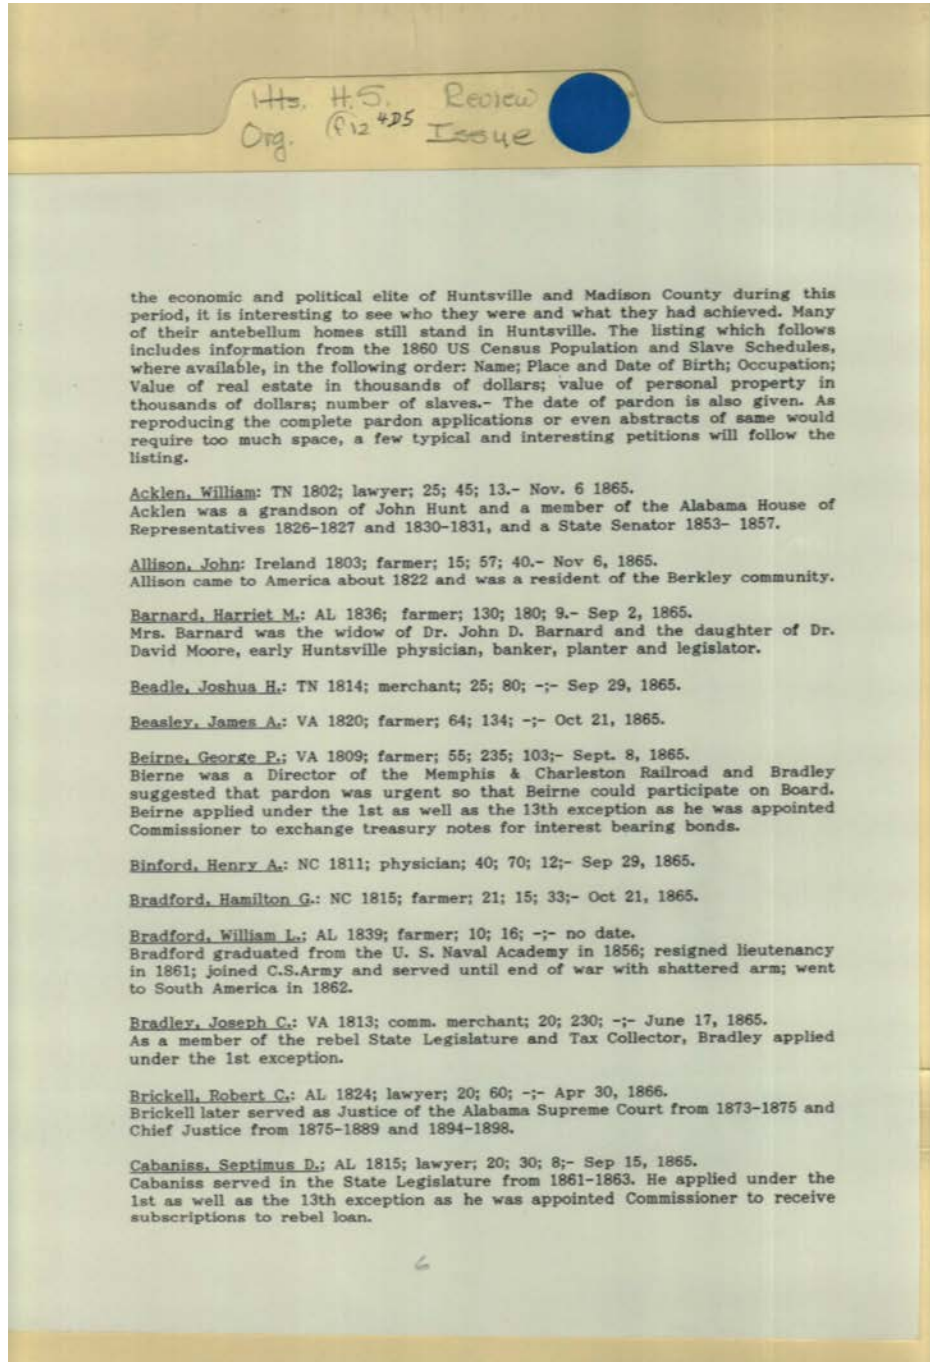 Hts. H.S. Review
Org. f12 4D5 Issue
the economic and political elite of Huntsville and Madison County during this
period, it is interesting to see who they were and what they had achieved. Many
of their antebellum homes still stand in Huntsville. The listing which follows
includes information from the 1860 US Census Population and Slave Schedules,
where available, in the following order: Name; Place and Date of Birth; Occupation;
Value of real estate in thousands of dollars; value of personal property in
thousands of dollars; number of slaves.- The date of pardon is also given. As
reproducing the complete pardon applications or even abstracts of same would
require too much space, a few typical and interesting petitions will follow the
listing.
Acklen, William: TN 1802; lawyer; 25; 45; 13.- Nov. 6 1865.
Acklen was a grandson of John Hunt and a member of the Alabama House of
Representatives 1826-1827 and 1830-1831, and a State Senator 1853- 1857.
Allison, John: Ireland 1803; farmer; 15; 57; 40.- Nov 6, 1865.
Allison came to America about 1822 and was a resident of the Berkley community.
Barnard, Harriet M.: AL 1836; farmer; 130; 180; 9.- Sep 2, 1865.
Mrs. Barnard was the widow of Dr. John D. Barnard and the daughter of Dr.
David Moore, early Huntsville physician, banker, planter and legislator.
Beadle, Joshua H.: TN 1814; merchant; 25; 80; -;- Sep 29, 1865.
Beasley, James A.: VA 1820; farmer; 64; 134; -;- Oct 21, 1865.
Beirne, George P.; VA 1809; farmer; 55; 235; 103;- Sept. 8, 1865.
Bierne was a Director of the Memphis & Charleston Railroad and Bradley
suggested that pardon was urgent so that Beirne could participate on Board.
Beirne applied under the 1st as well as the 13th exception as he was appointed
Commissioner to exchange treasury notes for interest bearing bonds.
Binford, Henry A.: NC 1811; physician; 40; 70; 12;- Sep 29, 1865.
Bradford, Hamilton G.: NC 1815; farmer; 21; 15; 33;- Oct 21, 1865.
Bradford, William L.; AL 1839; farmer; 10; 16; -;- no date.
Bradford graduated from the U. S. Naval Academy in 1856; resigned lieutenancy
in 1861; joined C.S.Army and served until end of war with shattered arm; went
to South America in 1862.
Bradley, Joseph C.: VA 1813; comm. merchant; 20; 230; -;- June 17, 1865.
As a member of the rebel State Legislature and Tax Collector, Bradley applied
under the 1st exception.
Brickell, Robert C.: AL 1824; lawyer; 20; 60; -;- Apr 30, 1866.
Brickell later served as Justice of the Alabama Supreme Court from 1873-1875 and
Chief Justice from 1875-1889 and 1894-1898.
Cabaniss, Septimus D.; AL 1815; lawyer; 20; 30; 8;- Sep 15, 1865.
Cabaniss served in the State Legislature from 1861-1863. He applied under the
1st as well as the 13th exception as he was appointed Commissioner to receive
subscriptions to rebel loan.
6